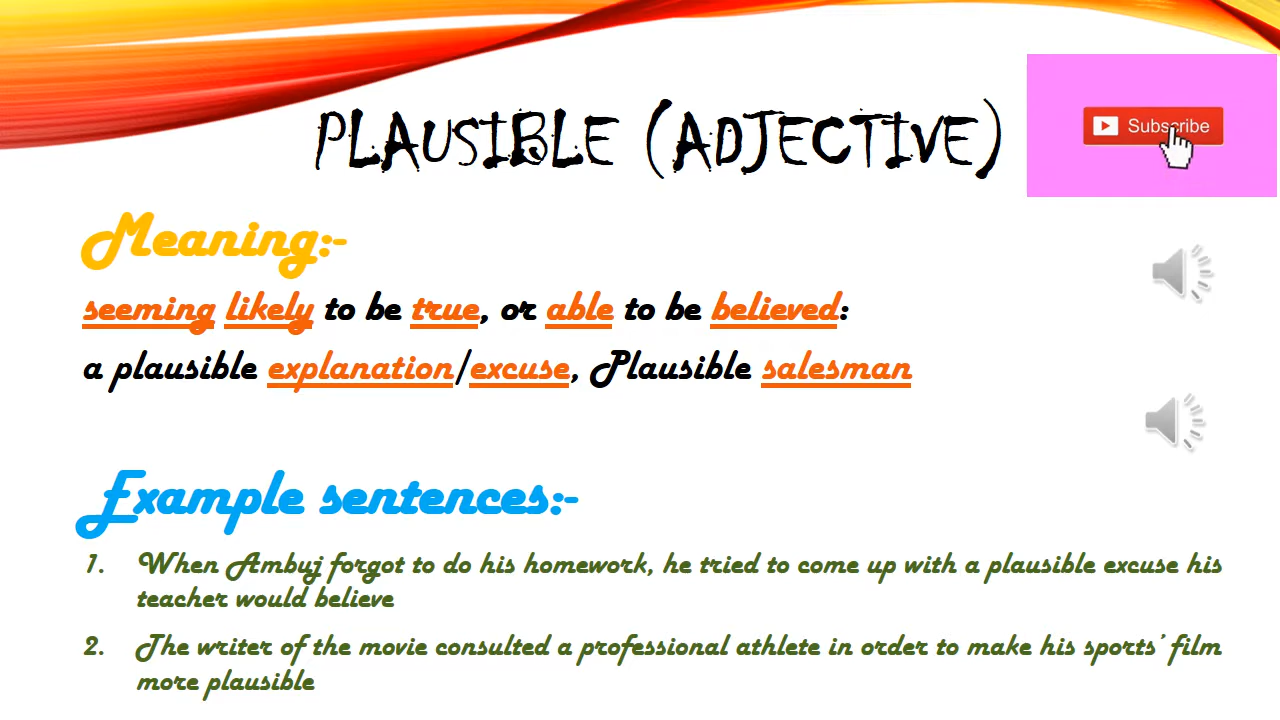 PLAUSIBLE (ADJECTIVE)
Subscribe
Meaning:-
seeming likely to be true, or able to be believed:
a plausible explanation/excuse, Plausible salesman
Example sentences:-
1. When Ambuj forgot to do his homework, he tried to come up with a plausible excuse his
teacher would believe
2. The writer of the movie consulted a professional athlete in order to make his sports’ film
more plausible